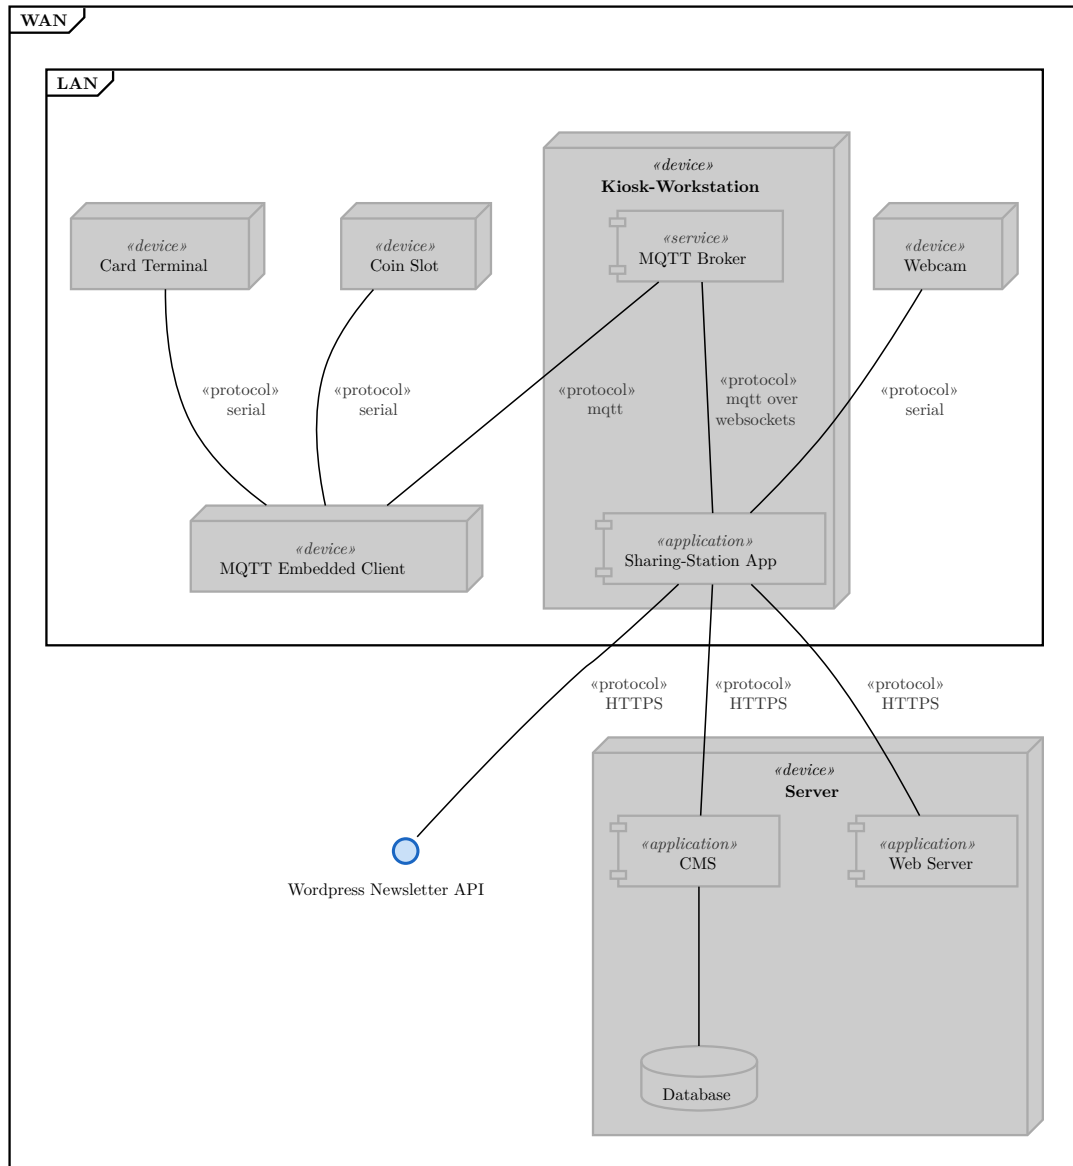 WAN
LAN
«device»
Kiosk-Workstation
«device»
Card Terminal
«device»
Coin Slot
«service»
MQTT Broker
«device»
Webcam
«protocol»
serial
«protocol»
serial
«protocol»
mqtt
«protocol»
mqtt over
websockets
«protocol»
serial
«device»
MQTT Embedded Client
«application»
Sharing-Station App
«protocol»
HTTPS
«protocol»
HTTPS
«protocol»
HTTPS
«device»
Server
«application»
CMS
«application»
Web Server
Wordpress Newsletter API
Database